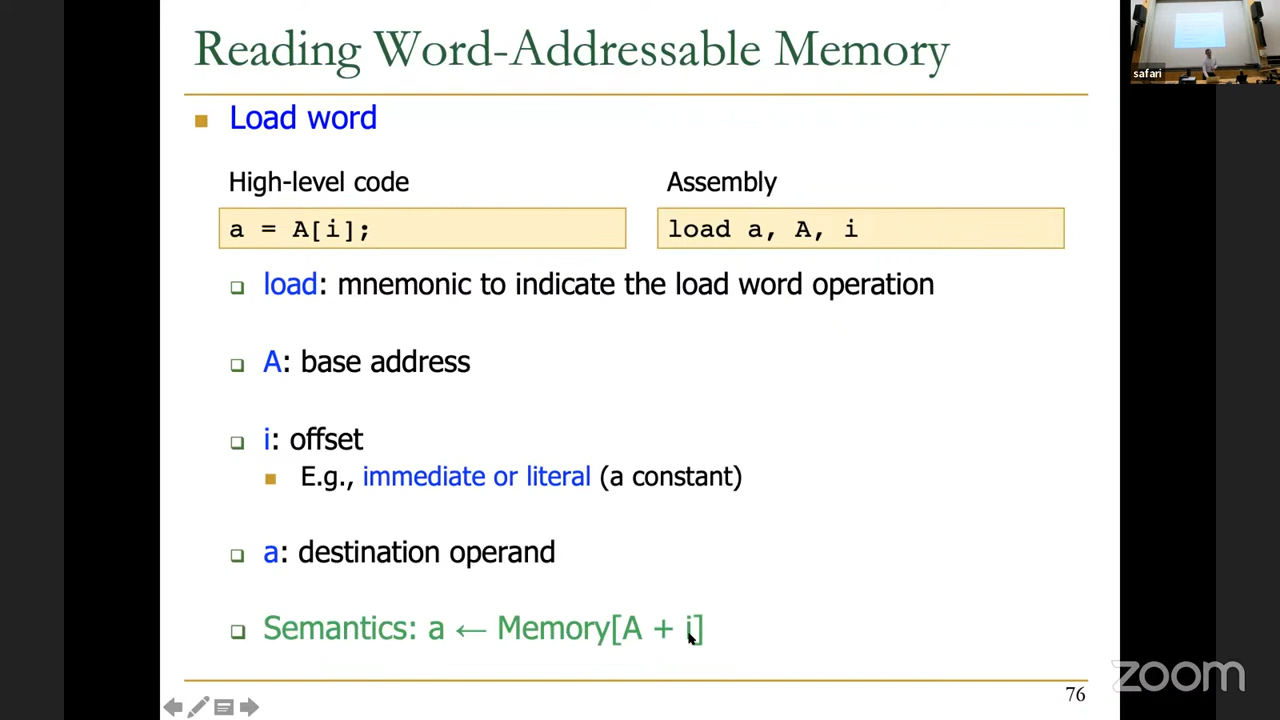 Reading Word-Addressable Memory
safari
Load word
High-level code
Assembly
a = A[i];
load a, A, i
load: mnemonic to indicate the load word operation
A: base address
i: offset
E.g., immediate or literal (a constant)
a: destination operand
Semantics: a ← Memory[A + i]
76
zoom